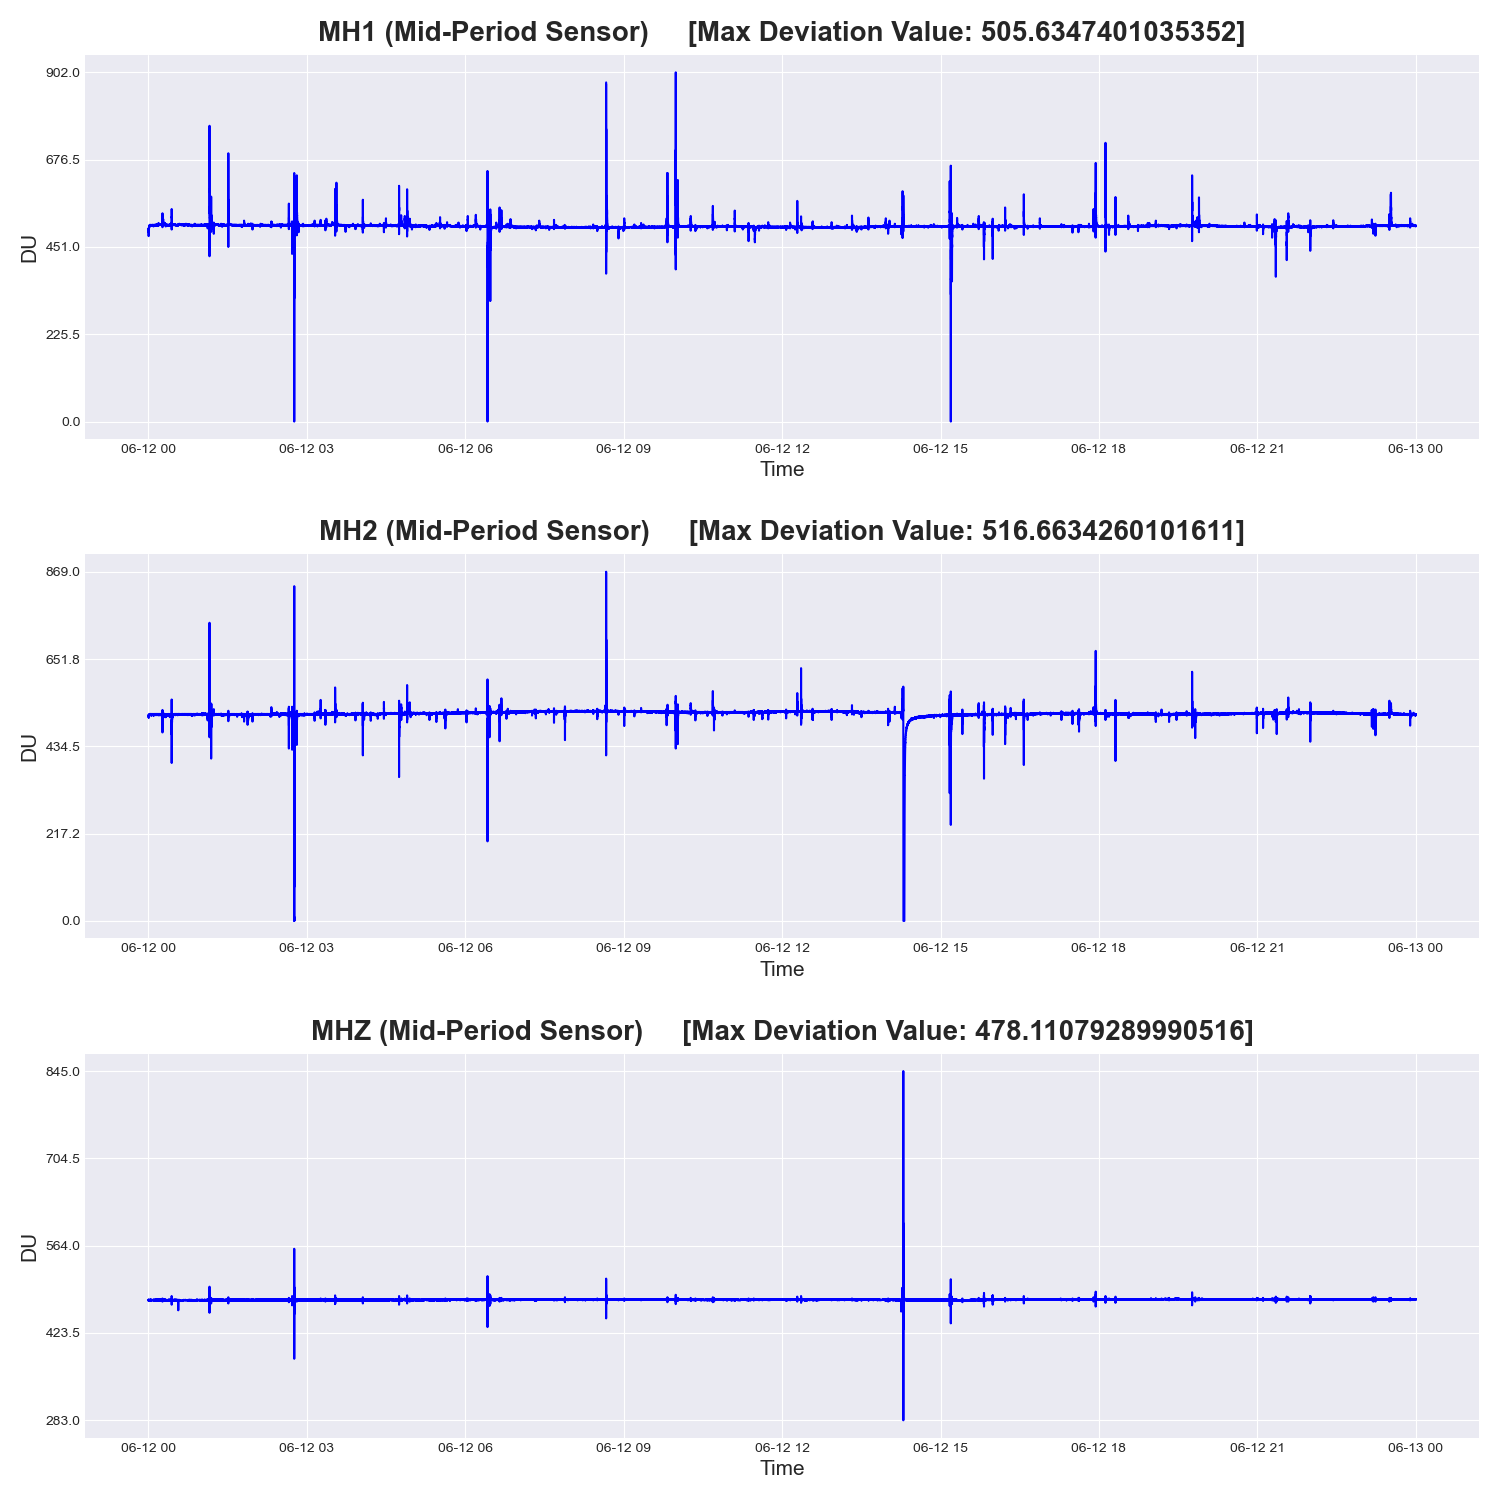 MH1 (Mid-Period Sensor)     [Max Deviation Value: 505.6347401035352]
902.0
676.5
451.0
225.5
0.0
DU
06-12 00 06-12 03 06-12 06 06-12 09 06-12 12 06-12 15 06-12 18 06-12 21 06-13 00
Time
MH2 (Mid-Period Sensor)     [Max Deviation Value: 516.6634260101611]
869.0
651.8
434.5
217.2
0.0
DU
06-12 00 06-12 03 06-12 06 06-12 09 06-12 12 06-12 15 06-12 18 06-12 21 06-13 00
Time
MHZ (Mid-Period Sensor)     [Max Deviation Value: 478.11079289990516]
845.0
704.5
564.0
423.5
283.0
DU
06-12 00 06-12 03 06-12 06 06-12 09 06-12 12 06-12 15 06-12 18 06-12 21 06-13 00
Time